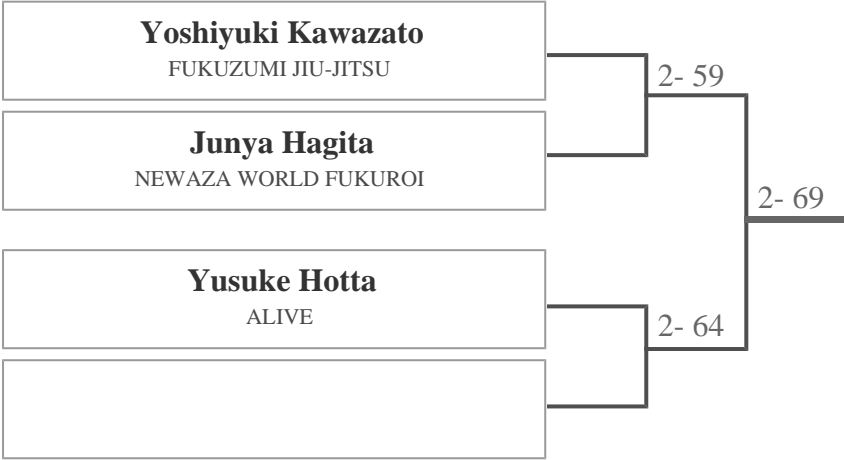 Yoshiyuki Kawazato
FUKUZUMI JIU-JITSU
2- 59
Junya Hagita
NEWAZA WORLD FUKUROI
2- 69
Yusuke Hotta
ALIVE
2- 64